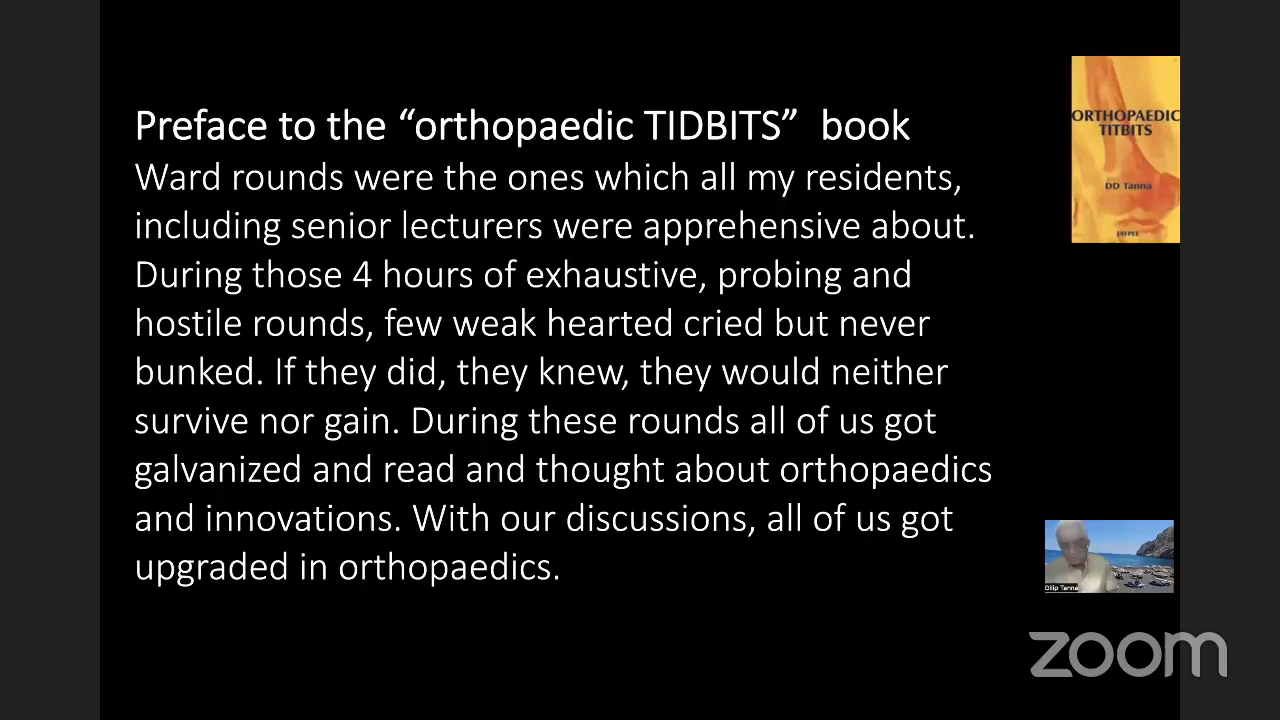 Preface to the “orthopaedic TIDBITS” book
Ward rounds were the ones which all my residents,
including senior lecturers were apprehensive about.
During those 4 hours of exhaustive, probing and
hostile rounds, few weak hearted cried but never
bunked. If they did, they knew, they would neither
survive nor gain. During these rounds all of us got
galvanized and read and thought about orthopaedics
and innovations. With our discussions, all of us got
upgraded in orthopaedics.
ORTHOPAEDIC
TITBITS
DD Tanna
JAYPEE
Dilip Tanna
zoom